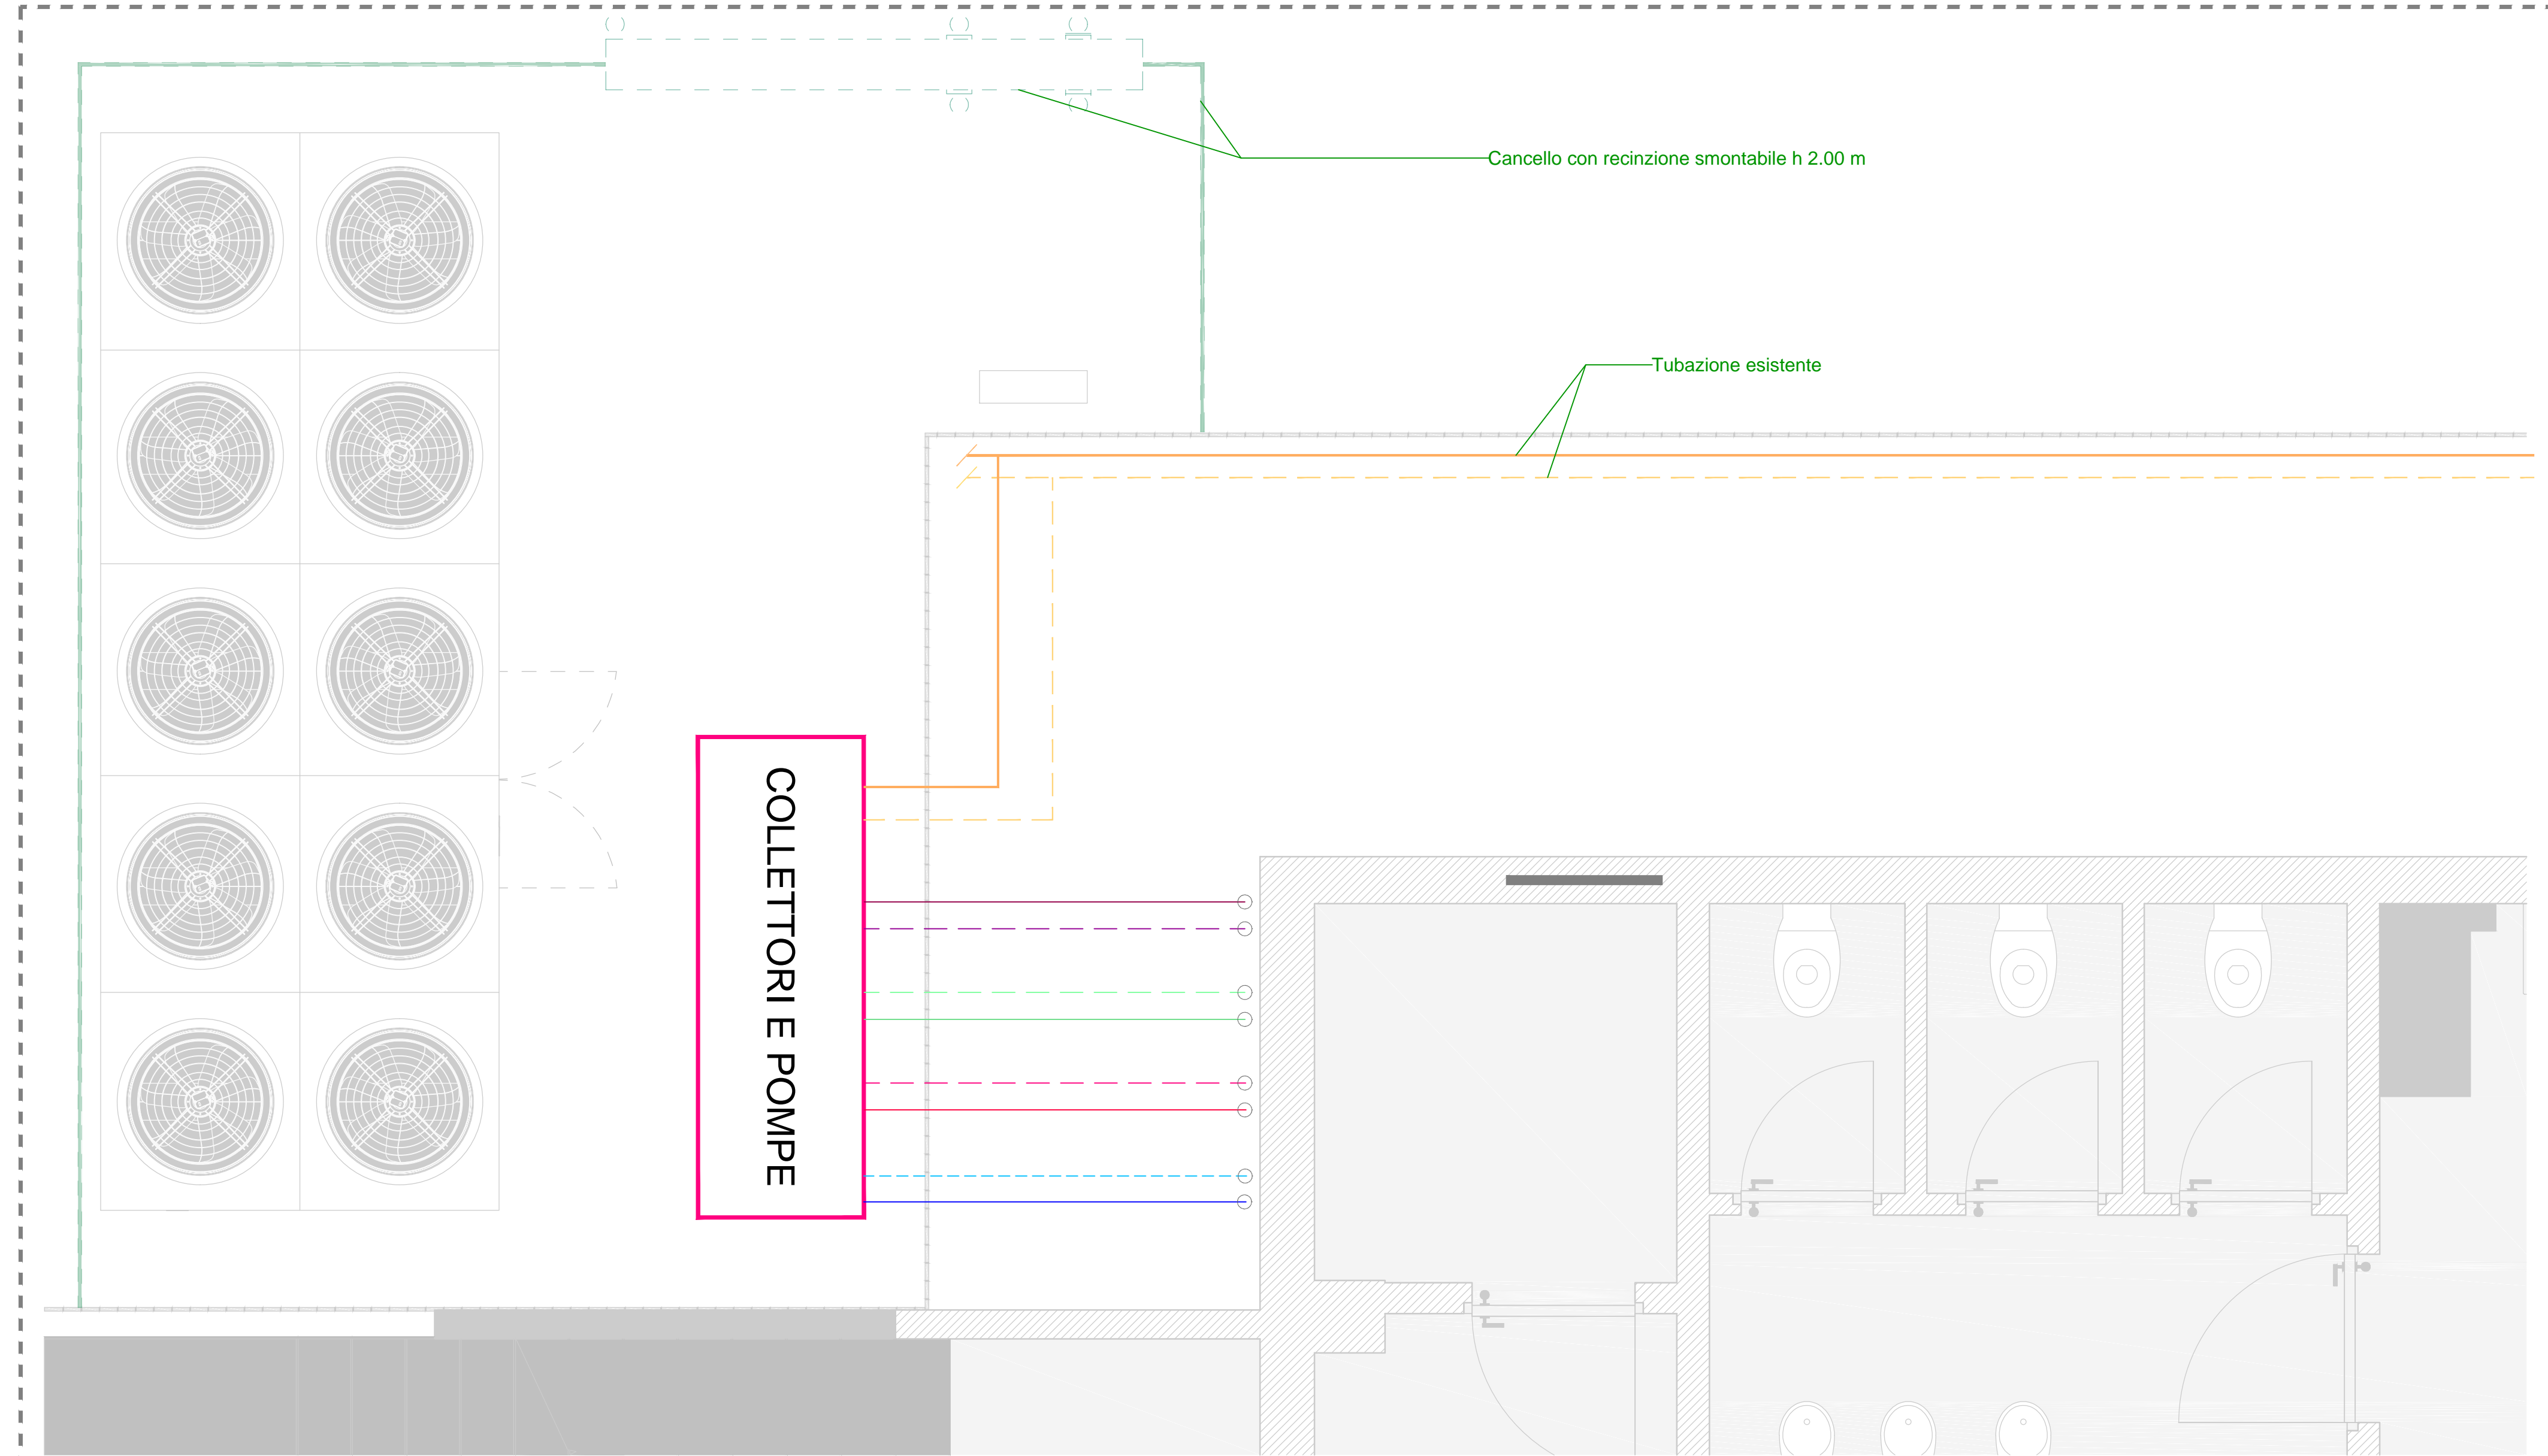 Cancello con recinzione smontabile h 2.00 m
Tubazione esistente
COLLETTORI E POMPE